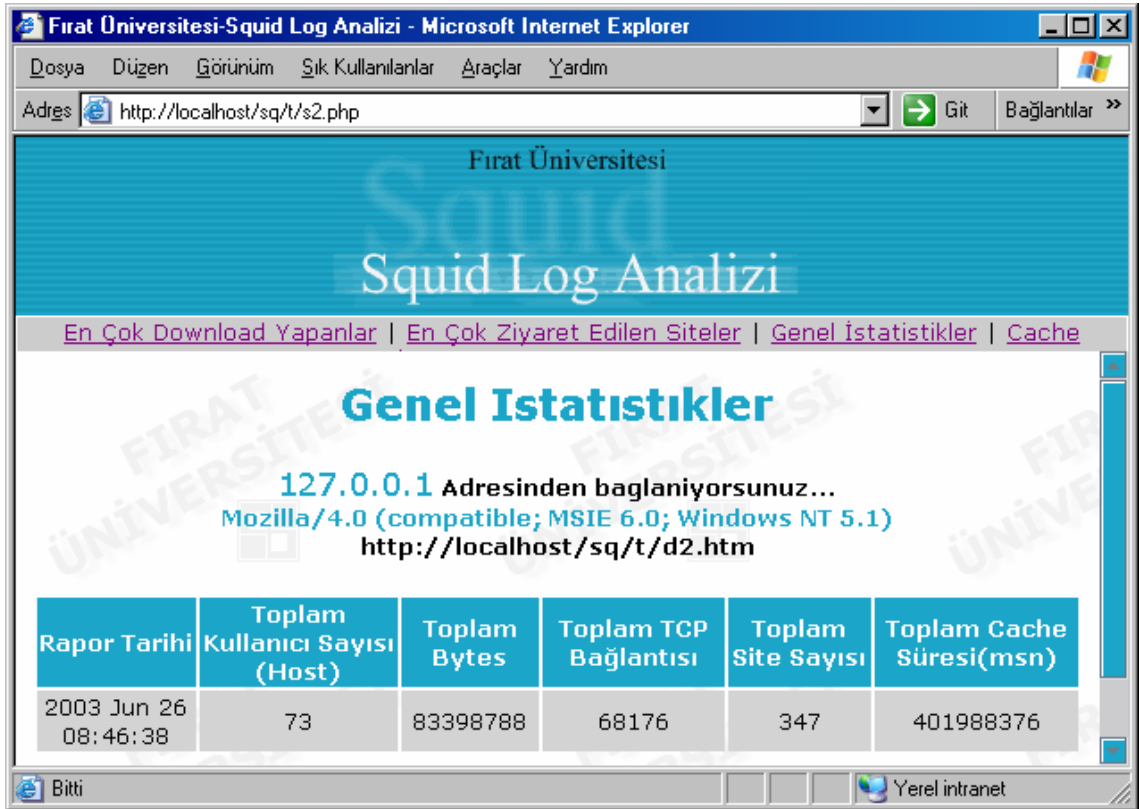 Fırat Üniversitesi-Squid Log Analizi - Microsoft Internet Explorer
Dosya Düzen Görünüm Sık Kullanılanlar Araçlar Yardım
Adres http://localhost/sq/t/s2.php Git Bağlantılar »
Fırat Üniversitesi
Squid
Squid Log Analizi
En Çok Download Yapanlar | En Çok Ziyaret Edilen Siteler | Genel İstatistikler | Cache
Genel Istatıstıkler
127.0.0.1 Adresinden baglaniyorsunuz...
Mozilla/4.0 (compatible; MSIE 6.0; Windows NT 5.1)
http://localhost/sq/t/d2.htm
Rapor Tarihi Toplam Kullanıcı Sayısı (Host) Toplam Bytes Toplam TCP Bağlantısı Toplam Site Sayısı Toplam Cache Süresi(msn)
2003 Jun 26 08:46:38 73 83398788 68176 347 401988376
FIRAT ÜNİVERSİTESİ
Bitti Yerel intranet